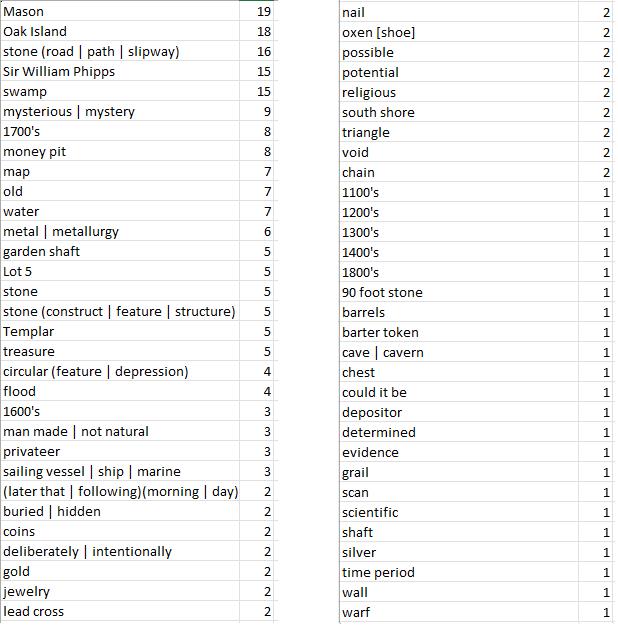 Mason 19
Oak Island 18
stone (road | path | slipway) 16
Sir William Phipps 15
swamp 15
mysterious | mystery 9
1700's 8
money pit 8
map 7
old 7
water 7
metal | metallurgy 6
garden shaft 5
Lot 5 5
stone 5
stone (construct | feature | structure) 5
Templar 5
treasure 5
circular (feature | depression) 4
flood 4
1600's 3
man made | not natural 3
privateer 3
sailing vessel | ship | marine 3
(later that | following)(morning | day) 2
buried | hidden 2
coins 2
deliberately | intentionally 2
gold 2
jewelry 2
lead cross 2
nail 2
oxen [shoe] 2
possible 2
potential 2
religious 2
south shore 2
triangle 2
void 2
chain 2
1100's 1
1200's 1
1300's 1
1400's 1
1800's 1
90 foot stone 1
barrels 1
barter token 1
cave | cavern 1
chest 1
could it be 1
depositor 1
determined 1
evidence 1
grail 1
scan 1
scientific 1
shaft 1
silver 1
time period 1
wall 1
warf 1